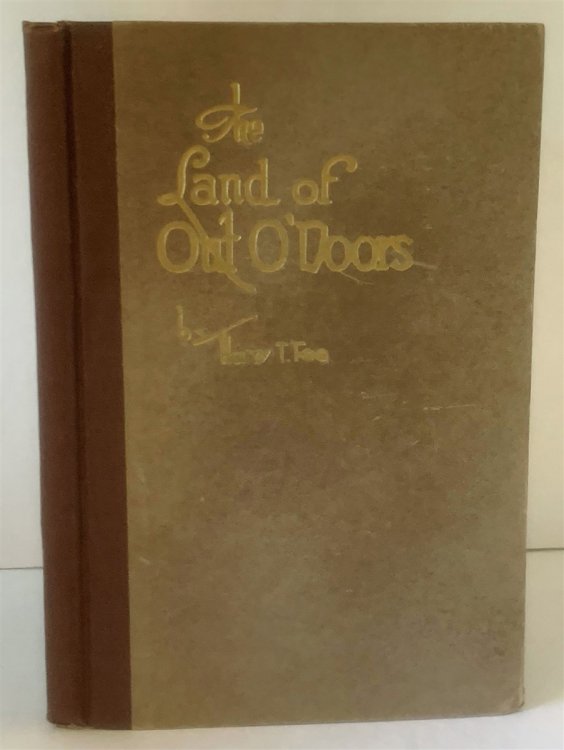 The
Land of
Out O'Doors
by Harry T. Fee